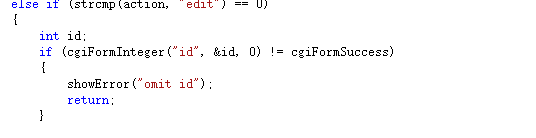 else if (strcmp(action, "edit") == 0)
{
int id;
if (cgiFormInteger("id", &id, 0) != cgiFormSuccess)
{
showError("omit id");
return;
}